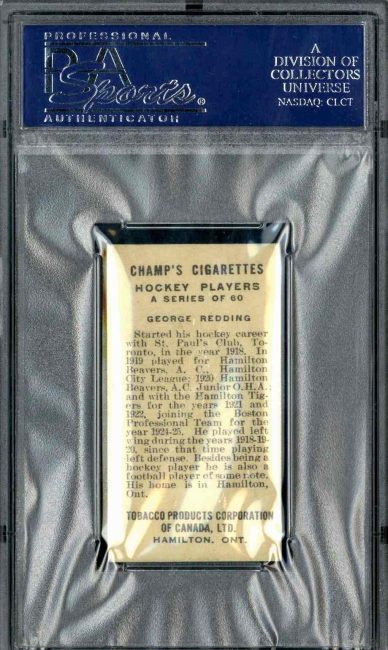 PROFESSIONAL
PSA
Sports®
AUTHENTICATOR
A
DIVISION OF
COLLECTORS
UNIVERSE
NASDAQ: CLCT
CHAMP'S CIGARETTES
HOCKEY PLAYERS
A SERIES OF 60
GEORGE REDDING
Started his hockey career
with St. Paul's Club, To-
ronto, in the year 1918. In
1919 played for Hamilton
Beavers, A. C., Hamilton
City League; 1920 Hamilton
Beavers, A.C. Junior O.H.A.;
and with the Hamilton Tig-
ers for the years 1921 and
1922, joining the Boston
Professional Team for the
year 1924-25. He played left
wing during the years 1918-19-
20, since that time playing
left defense. Besides being a
hockey player he is also a
football player of some note.
His home is in Hamilton,
Ont.
TOBACCO PRODUCTS CORPORATION
OF CANADA, LTD.
HAMILTON, ONT.